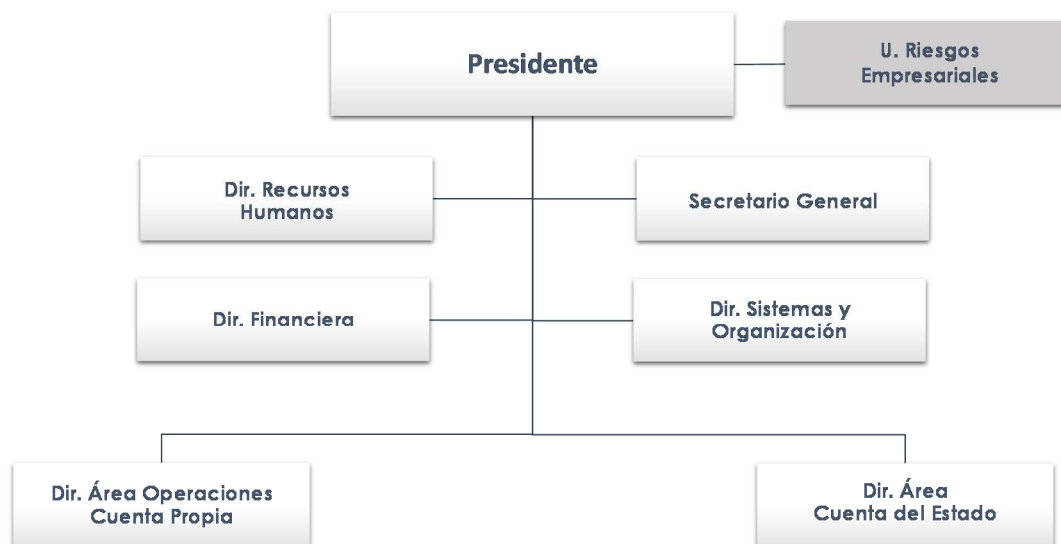 Presidente
U. Riesgos
Empresariales
Dir. Recursos
Humanos
Secretario General
Dir. Financiera
Dir. Sistemas y
Organización
Dir. Área Operaciones
Cuenta Propia
Dir. Área
Cuenta del Estado